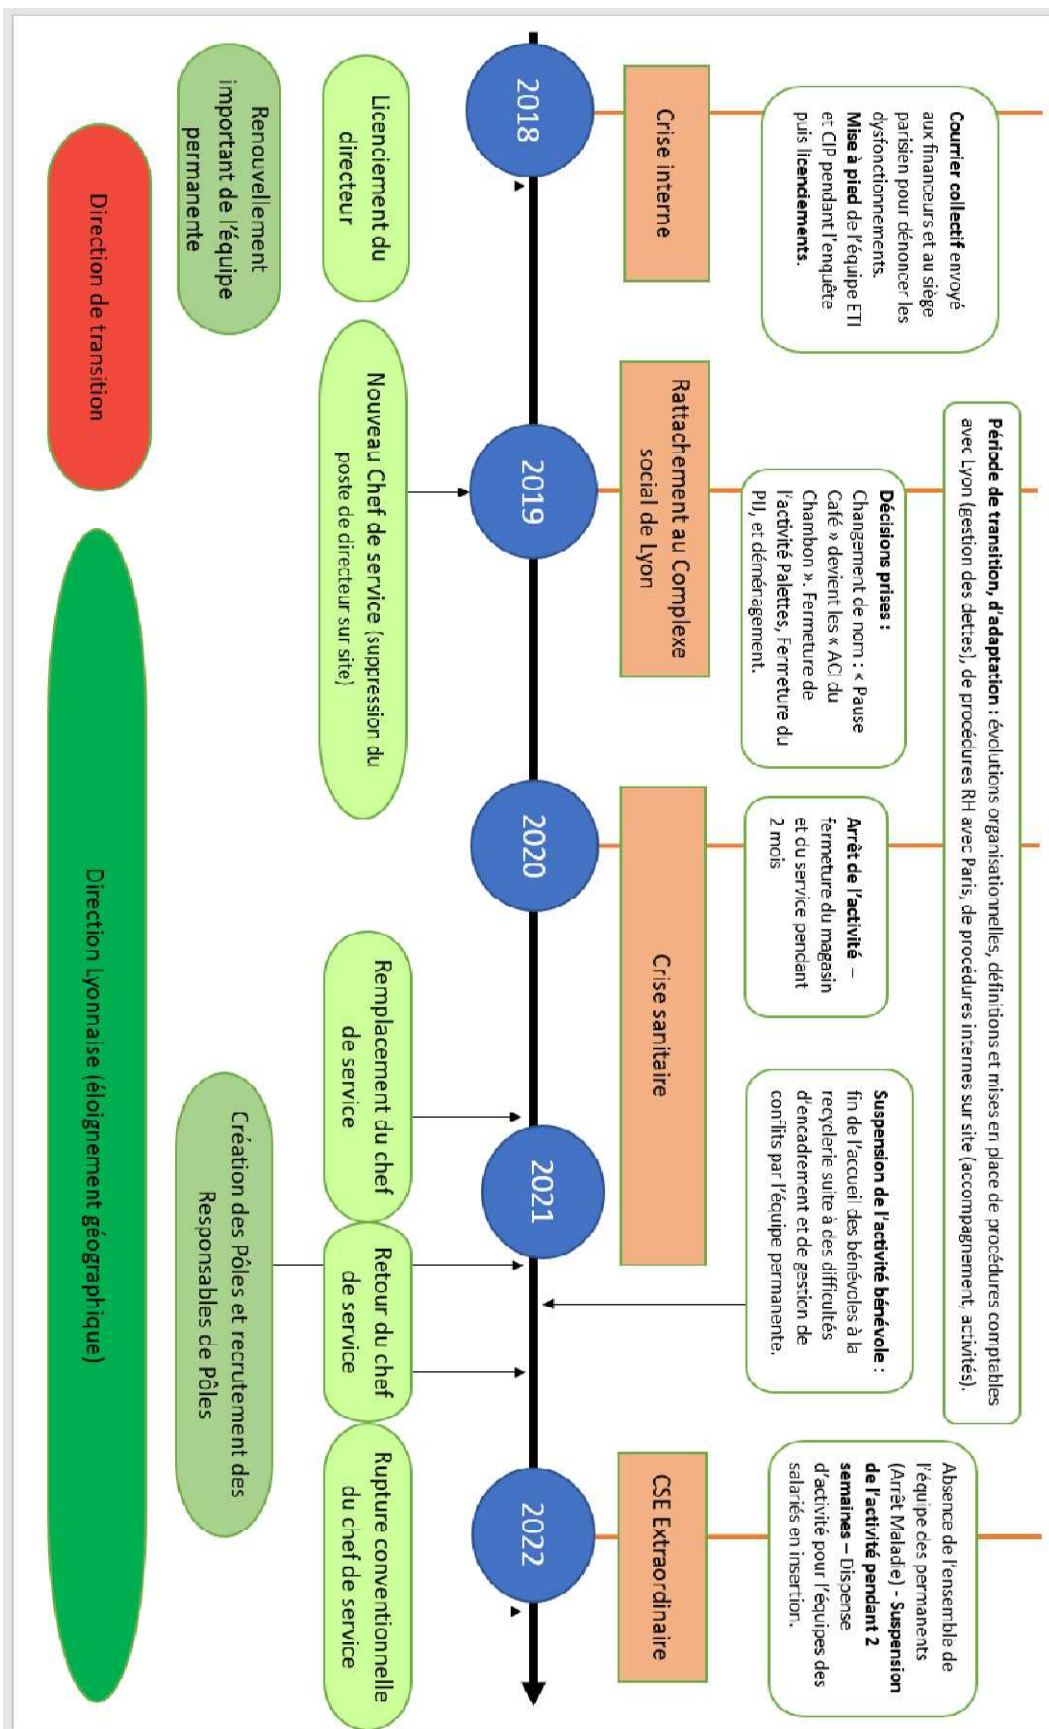 Période de transition, d'adaptation : évolutions organisationnelles, définitions et mises en place de procédures comptables
avec Lyon (gestion des dettes), de procédures RH avec Paris, de procédures internes sur site (accompagnement, activités).
Courrier collectif envoyé
aux financeurs et au siège
parisien pour dénoncer les
dysfonctionnements.
Mise à pied de l'équipe ETI
et CIP pendant l'enquête
puis licenciements.
Décisions prises :
Changement de nom : « Pause
Café » devient les « ACI du
Chambon ». Fermeture de
l'activité Palettes, Fermeture du
PIJ, et déménagement.
Arrêt de l'activité –
fermeture du magasin
et du service pendant
2 mois
Suspension de l'activité bénévole :
fin de l'accueil des bénévoles à la
recyclerie suite à des difficultés
d'encadrement et de gestion de
conflits par l'équipe permanente.
Absence de l'ensemble de
l'équipe des permanents
(Arrêt Maladie) - Suspension
de l'activité pendant 2
semaines – Dispense
d'activité pour l'équipes des
salariés en insertion.
Crise interne
Rattachement au Complexe
social de Lyon
Crise sanitaire
CSE Extraordinaire
2018
2019
2020
2021
2022
Licenciement du
directeur
Nouveau Chef de service (suppression du
poste de directeur sur site)
Remplacement du chef
de service
Retour du chef
de service
Rupture conventionnelle
du chef de service
Renouvellement
important de l'équipe
permanente
Création des Pôles et recrutement des
Responsables de Pôles
Direction de transition
Direction Lyonnaise (éloignement géographique)